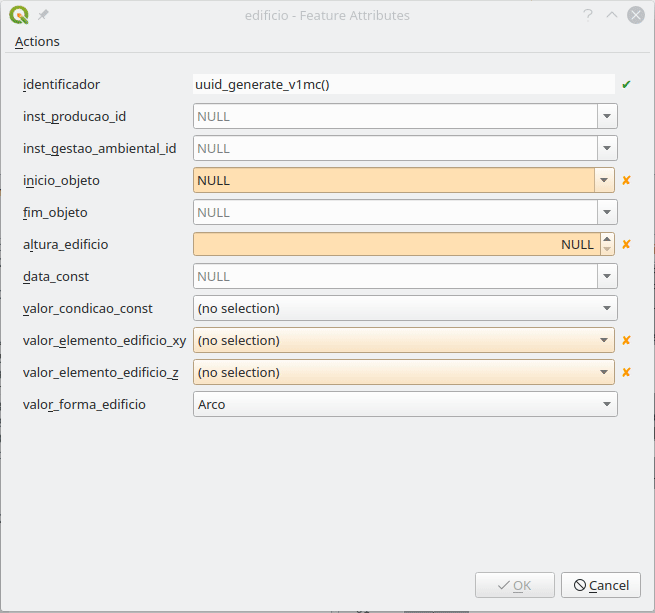 edificio - Feature Attributes
Actions
identificador uuid_generate_v1mc()
inst_producao_id NULL
inst_gestao_ambiental_id NULL
inicio_objeto NULL
fim_objeto NULL
altura_edificio NULL
data_const NULL
valor_condicao_const (no selection)
valor_elemento_edificio_xy (no selection)
valor_elemento_edificio_z (no selection)
valor_forma_edificio Arco
OK Cancel